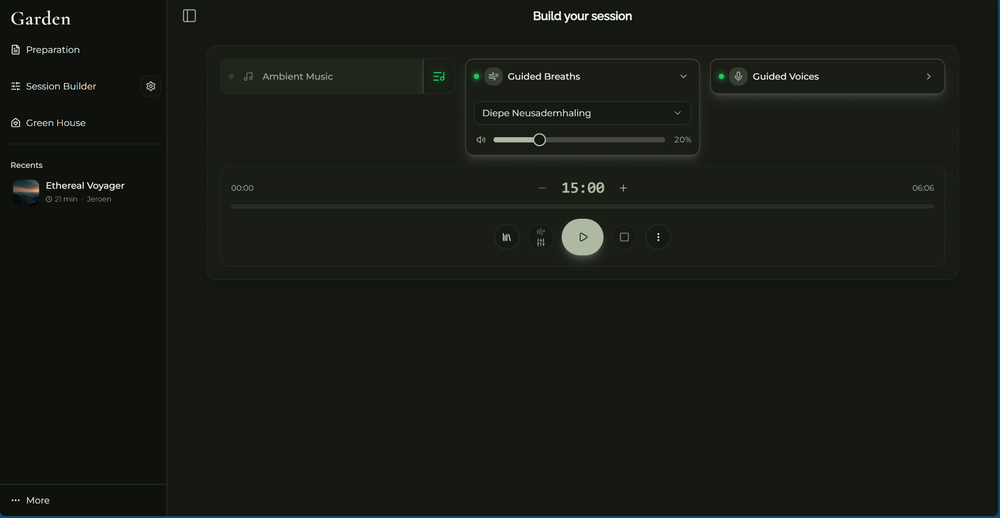 Garden
Preparation
Session Builder
Green House
Recents
Ethereal Voyager
21 min · Jeroen
More
Build your session
Ambient Music
Guided Breaths
Diepe Neusademhaling
20%
Guided Voices
00:00
15:00
06:06